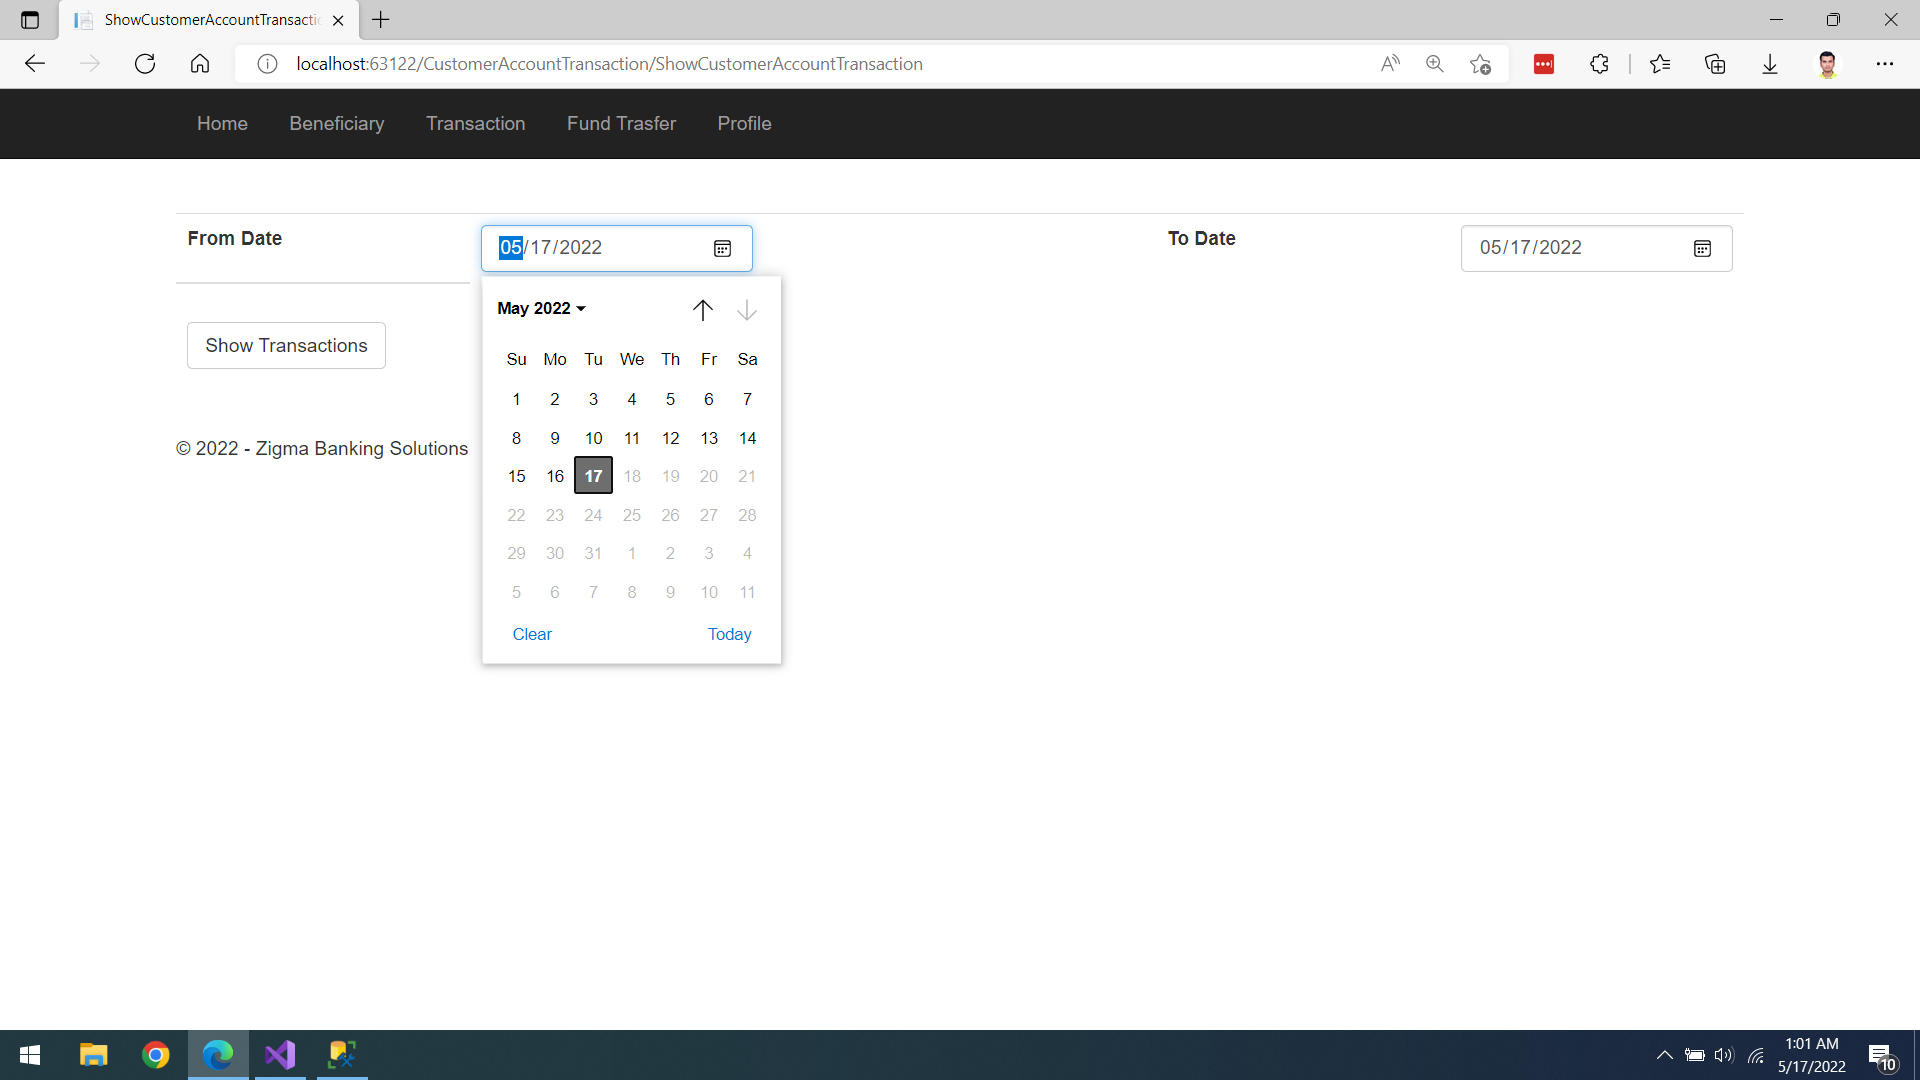 ShowCustomerAccountTransactio
localhost:63122/CustomerAccountTransaction/ShowCustomerAccountTransaction
Home Beneficiary Transaction Fund Trasfer Profile
From Date 05/17/2022 To Date 05/17/2022
May 2022
Su Mo Tu We Th Fr Sa
1 2 3 4 5 6 7
8 9 10 11 12 13 14
15 16 17 18 19 20 21
22 23 24 25 26 27 28
29 30 31 1 2 3 4
5 6 7 8 9 10 11
Clear Today
Show Transactions
© 2022 - Zigma Banking Solutions
1:01 AM
5/17/2022
10